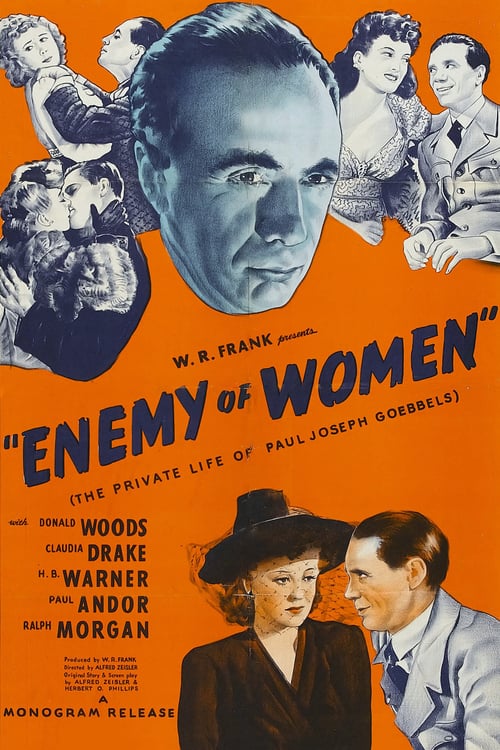 W. R. FRANK presents
"ENEMY OF WOMEN"
(THE PRIVATE LIFE OF PAUL JOSEPH GOEBBELS)
with DONALD WOODS
CLAUDIA DRAKE
H. B. WARNER
PAUL ANDOR
RALPH MORGAN
Produced by W. R. FRANK
Directed by ALFRED ZEISLER
Original Story & Screen play
by ALFRED ZEISLER &
HERBERT O. PHILLIPS
A
MONOGRAM RELEASE